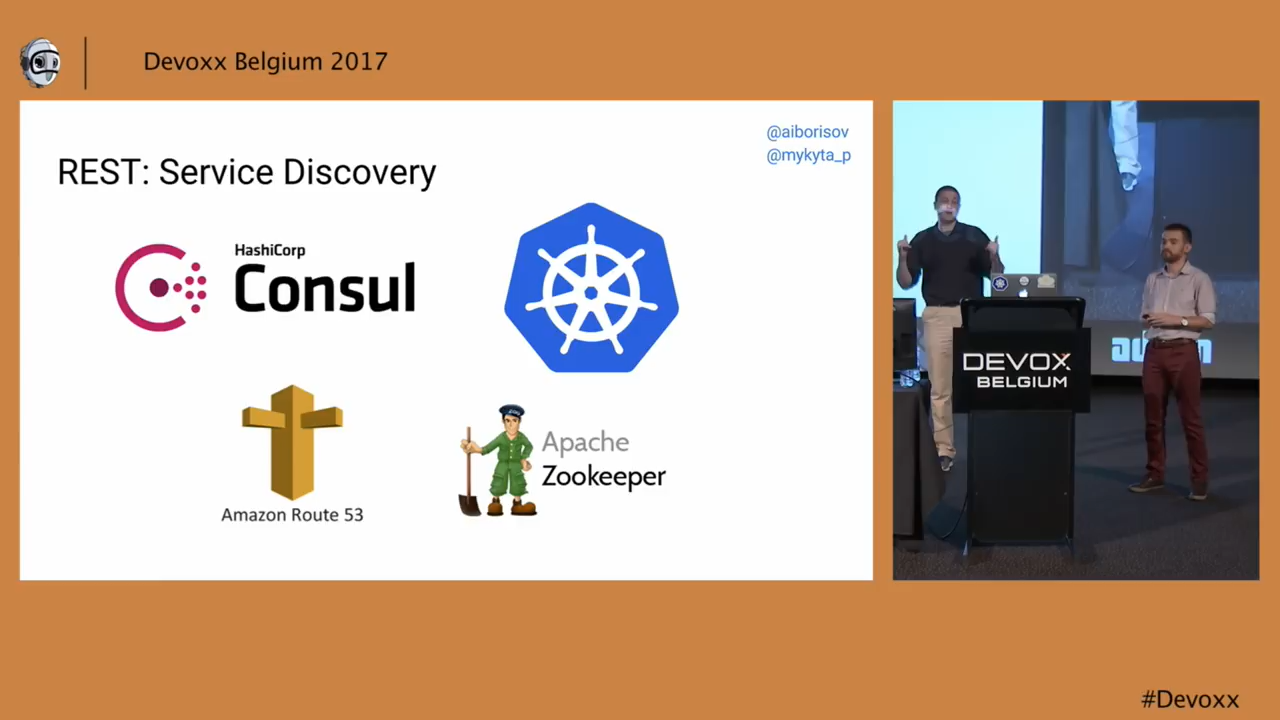 Devoxx Belgium 2017
@aiborisov
@mykyta_p
REST: Service Discovery
HashiCorp
Consul
Amazon Route 53
Apache
Zookeeper
DEVOXX
BELGIUM
#Devoxx